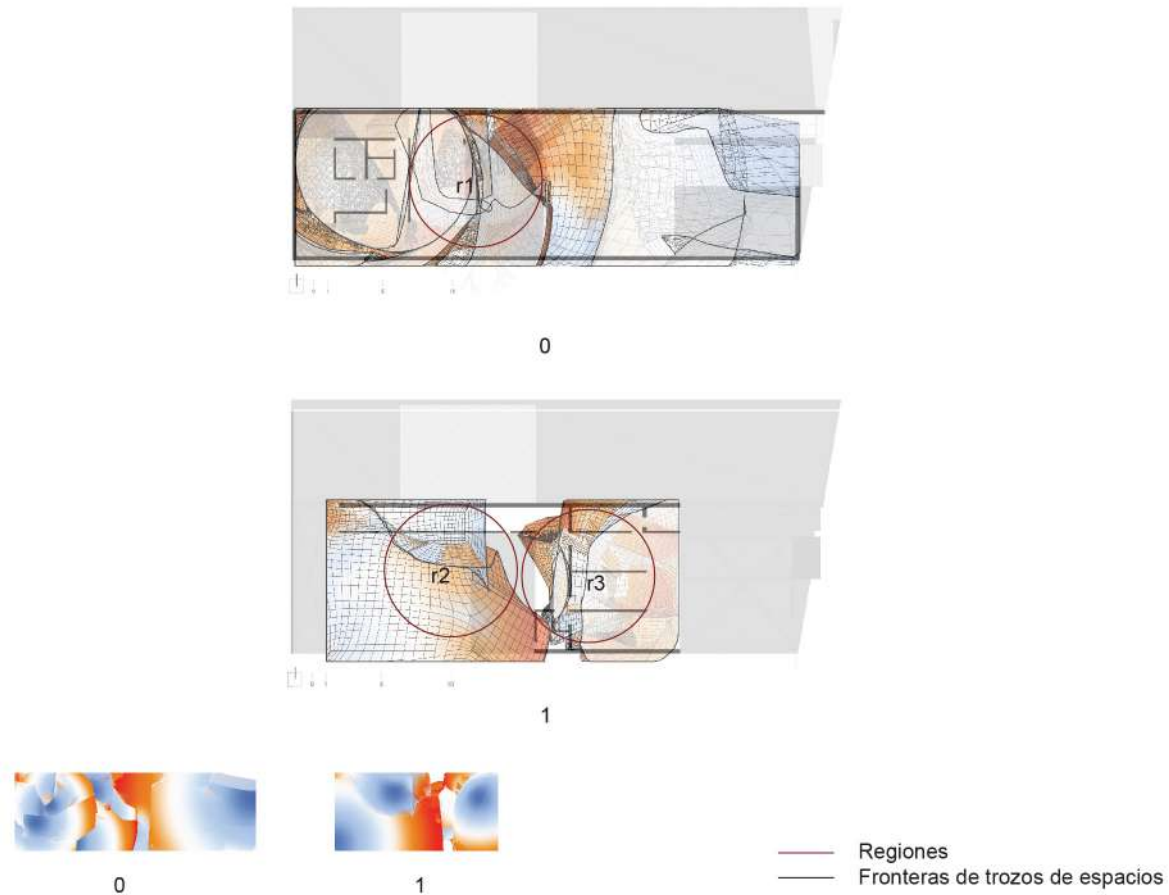 r1
0
r2
r3
1
0
1
Regiones
Fronteras de trozos de espacios